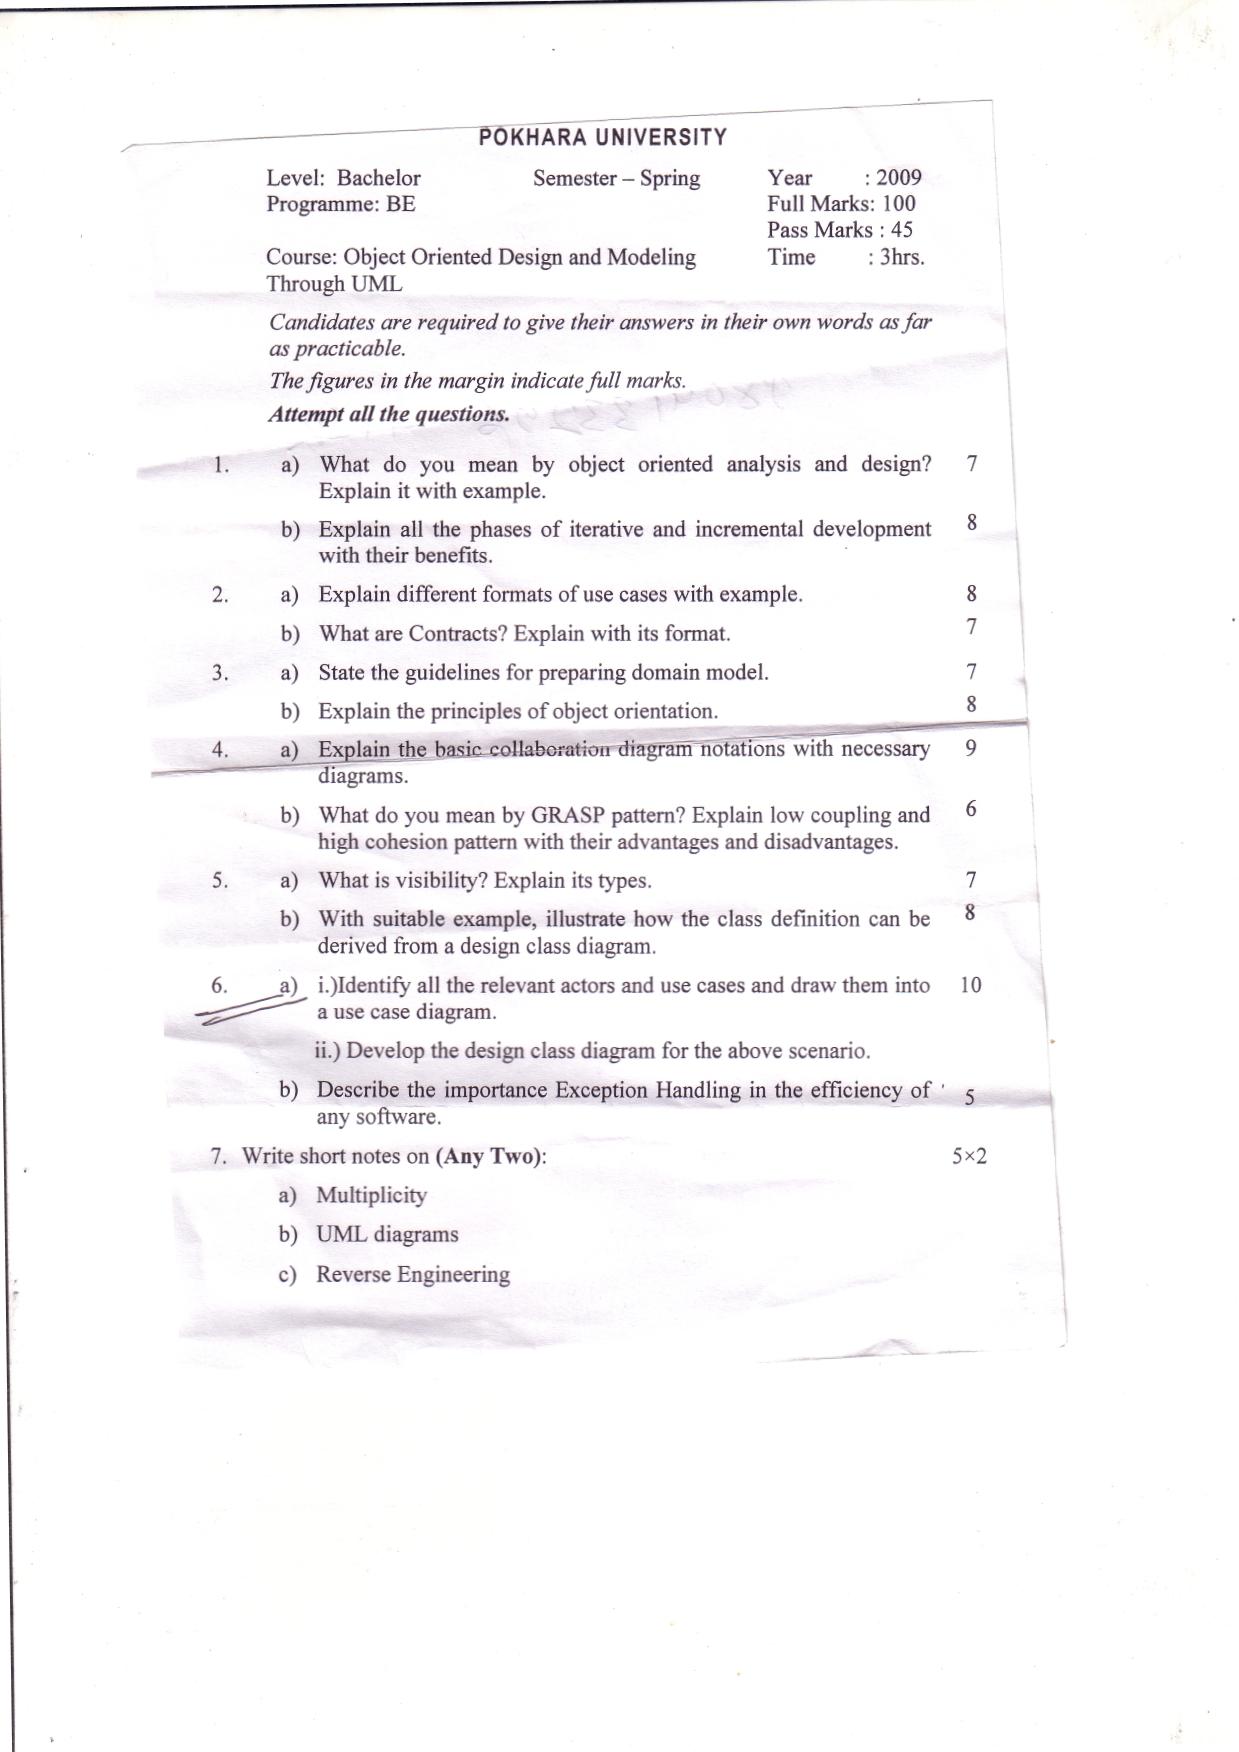 POKHARA UNIVERSITY
Level: Bachelor Semester – Spring Year : 2009
Programme: BE Full Marks: 100
Pass Marks : 45
Course: Object Oriented Design and Modeling Time : 3hrs.
Through UML
Candidates are required to give their answers in their own words as far
as practicable.
The figures in the margin indicate full marks.
Attempt all the questions.
1. a) What do you mean by object oriented analysis and design? 7
Explain it with example.
b) Explain all the phases of iterative and incremental development 8
with their benefits.
2. a) Explain different formats of use cases with example. 8
b) What are Contracts? Explain with its format. 7
3. a) State the guidelines for preparing domain model. 7
b) Explain the principles of object orientation. 8
4. a) Explain the basic collaboration diagram notations with necessary 9
diagrams.
b) What do you mean by GRASP pattern? Explain low coupling and 6
high cohesion pattern with their advantages and disadvantages.
5. a) What is visibility? Explain its types. 7
b) With suitable example, illustrate how the class definition can be 8
derived from a design class diagram.
6. a) i.)Identify all the relevant actors and use cases and draw them into 10
a use case diagram.
ii.) Develop the design class diagram for the above scenario.
b) Describe the importance Exception Handling in the efficiency of 5
any software.
7. Write short notes on (Any Two): 5×2
a) Multiplicity
b) UML diagrams
c) Reverse Engineering